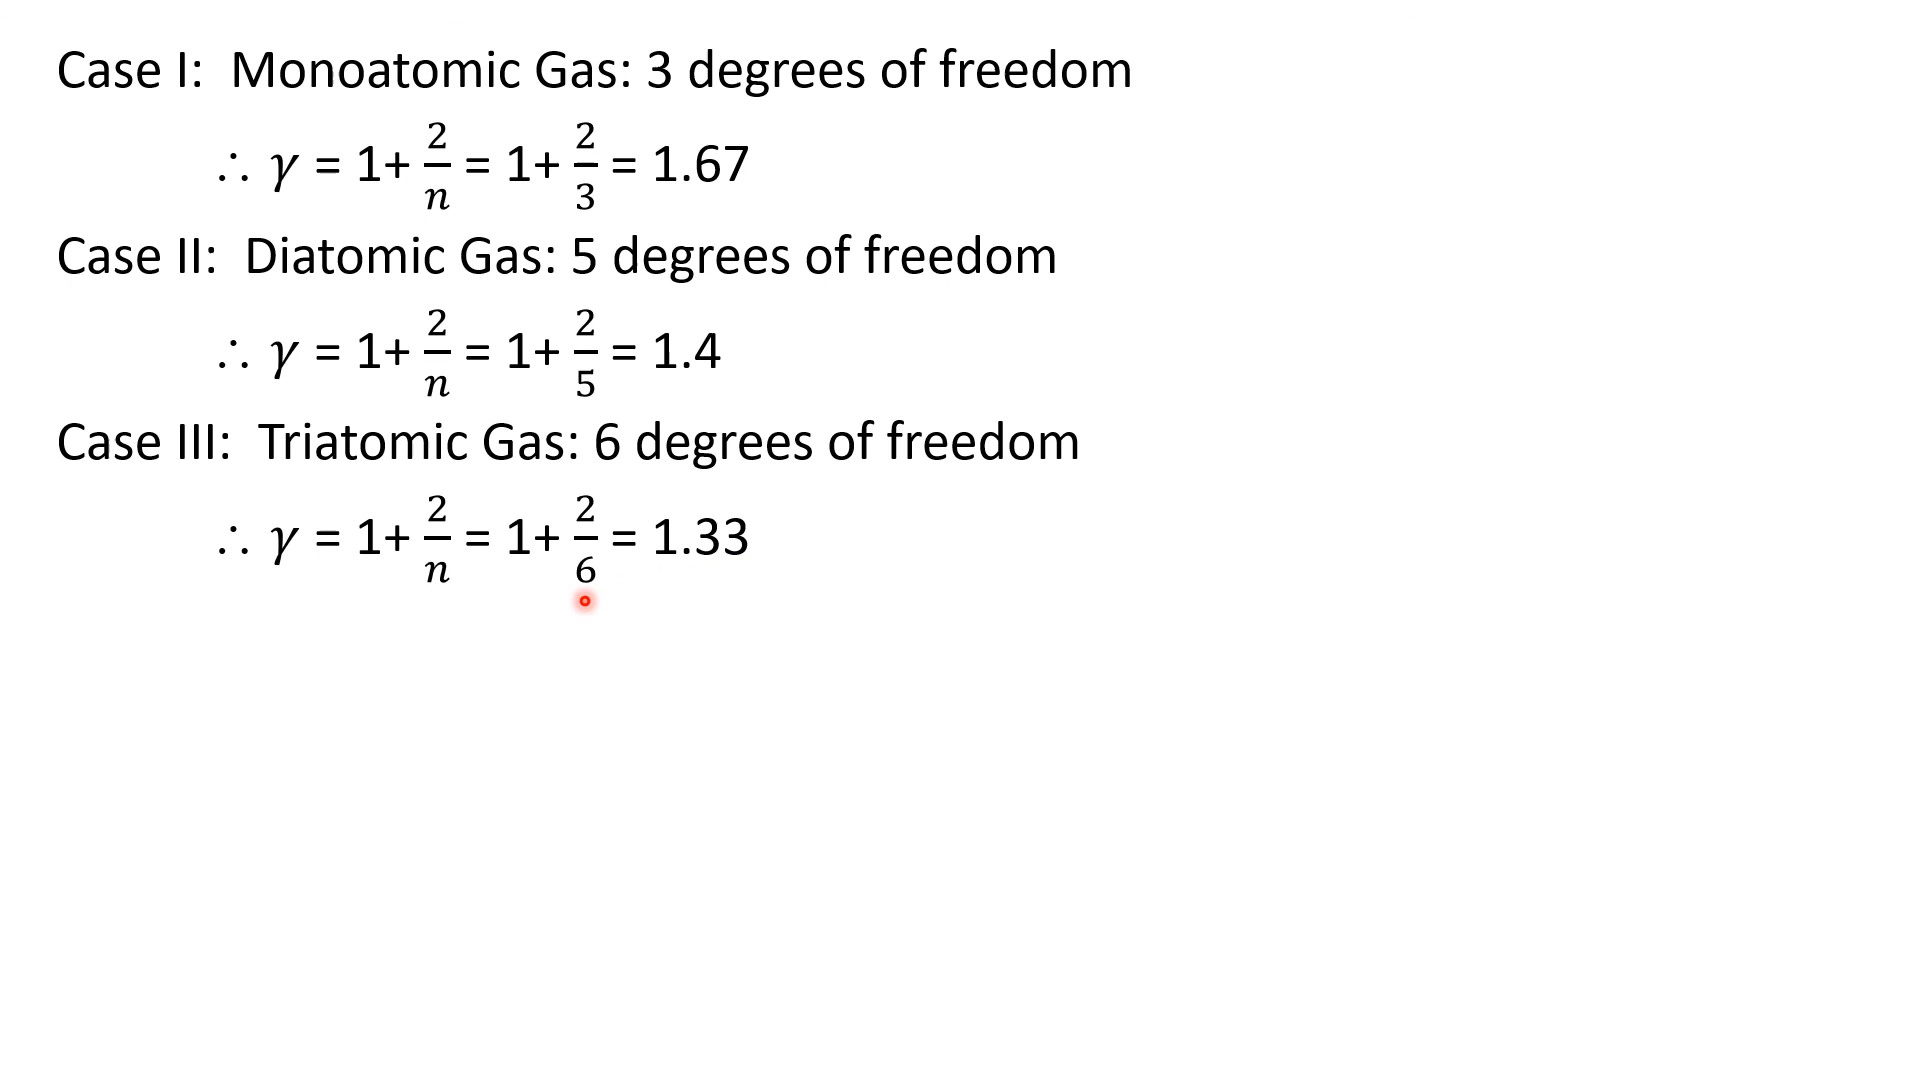 Case I: Monoatomic Gas: 3 degrees of freedom
∴ γ = 1+ 2/n = 1+ 2/3 = 1.67
Case II: Diatomic Gas: 5 degrees of freedom
∴ γ = 1+ 2/n = 1+ 2/5 = 1.4
Case III: Triatomic Gas: 6 degrees of freedom
∴ γ = 1+ 2/n = 1+ 2/6 = 1.33